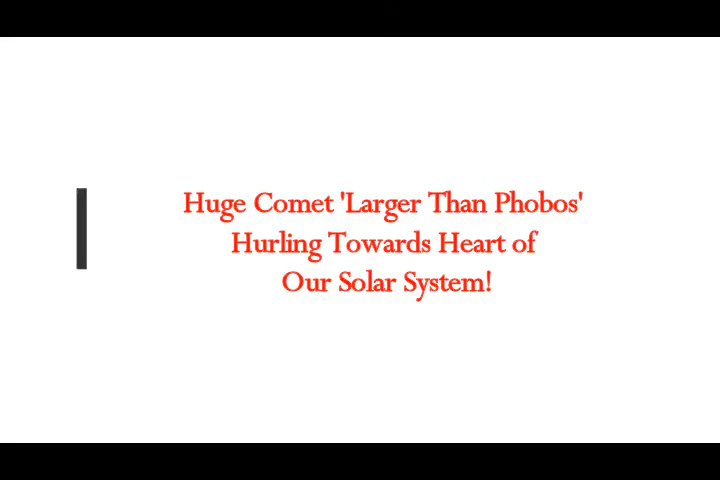 Huge Comet 'Larger Than Phobos'
Hurling Towards Heart of
Our Solar System!